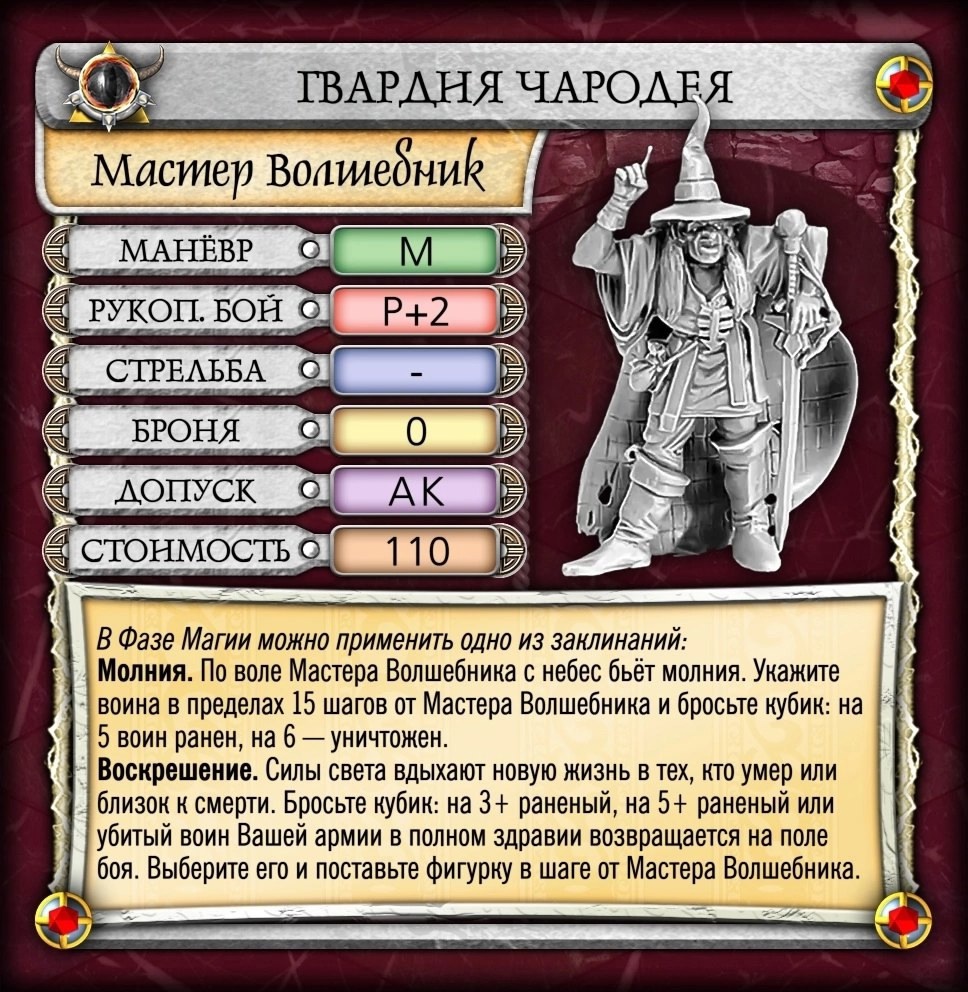 ГВАРДИЯ ЧАРОДЕЯ
Мастер Волшебник
МАНЁВР М
РУКОП. БОЙ Р+2
СТРЕЛЬБА -
БРОНЯ 0
ДОПУСК АК
СТОИМОСТЬ 110
В Фазе Магии можно применить одно из заклинаний:
Молния. По воле Мастера Волшебника с небес бьёт молния. Укажите
воина в пределах 15 шагов от Мастера Волшебника и бросьте кубик: на
5 воин ранен, на 6 — уничтожен.
Воскрешение. Силы света вдыхают новую жизнь в тех, кто умер или
близок к смерти. Бросьте кубик: на 3+ раненый, на 5+ раненый или
убитый воин Вашей армии в полном здравии возвращается на поле
боя. Выберите его и поставьте фигурку в шаге от Мастера Волшебника.